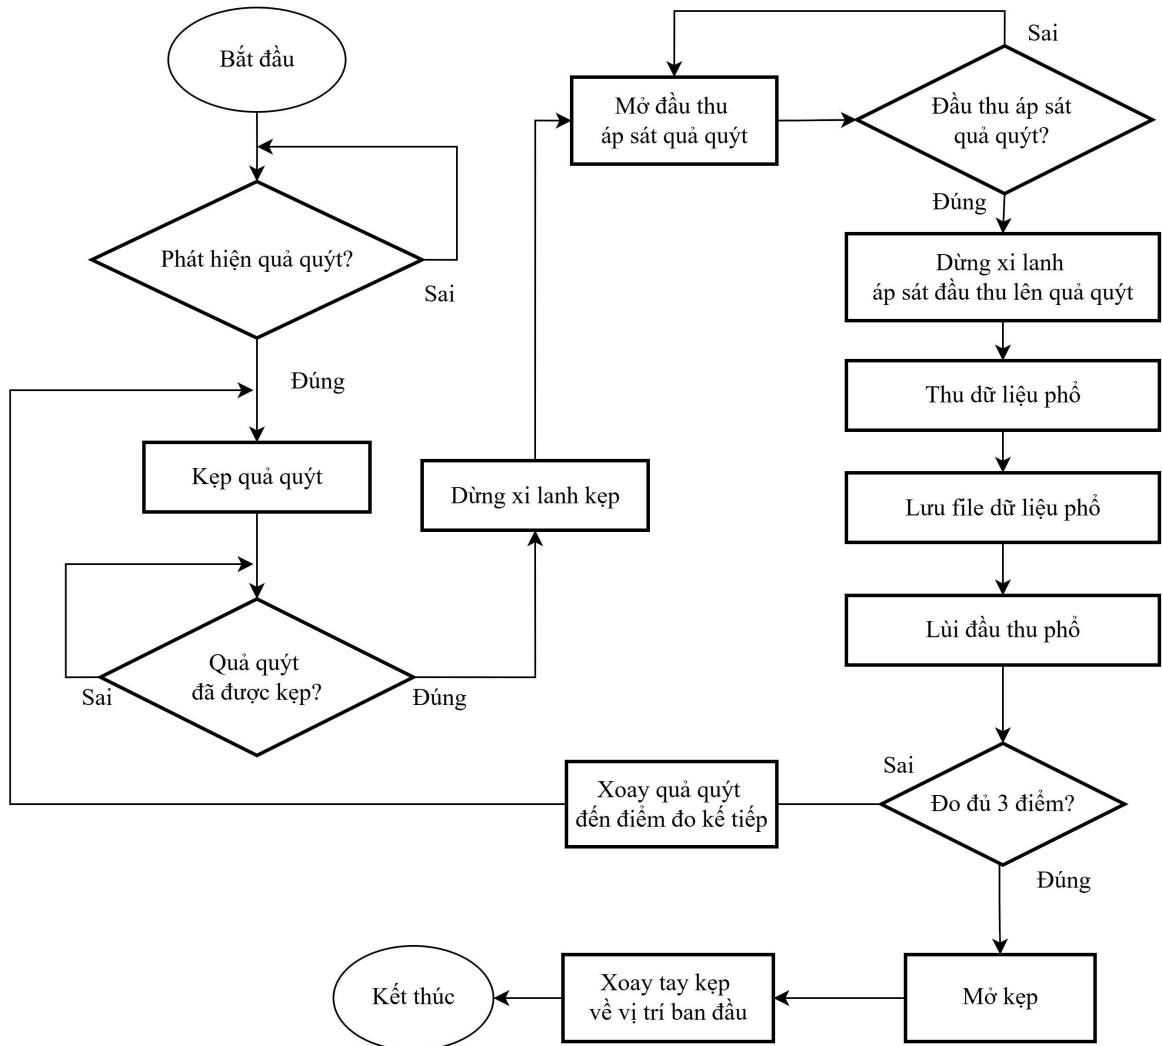 Bắt đầu
Phát hiện quả quýt?
Sai
Đúng
Kẹp quả quýt
Quả quýt
đã được kẹp?
Sai
Đúng
Dừng xi lanh kẹp
Mở đầu thu
áp sát quả quýt
Đầu thu áp sát
quả quýt?
Sai
Đúng
Dừng xi lanh
áp sát đầu thu lên quả quýt
Thu dữ liệu phổ
Lưu file dữ liệu phổ
Lùi đầu thu phổ
Đo đủ 3 điểm?
Sai
Xoay quả quýt
đến điểm đo kế tiếp
Đúng
Mở kẹp
Xoay tay kẹp
về vị trí ban đầu
Kết thúc